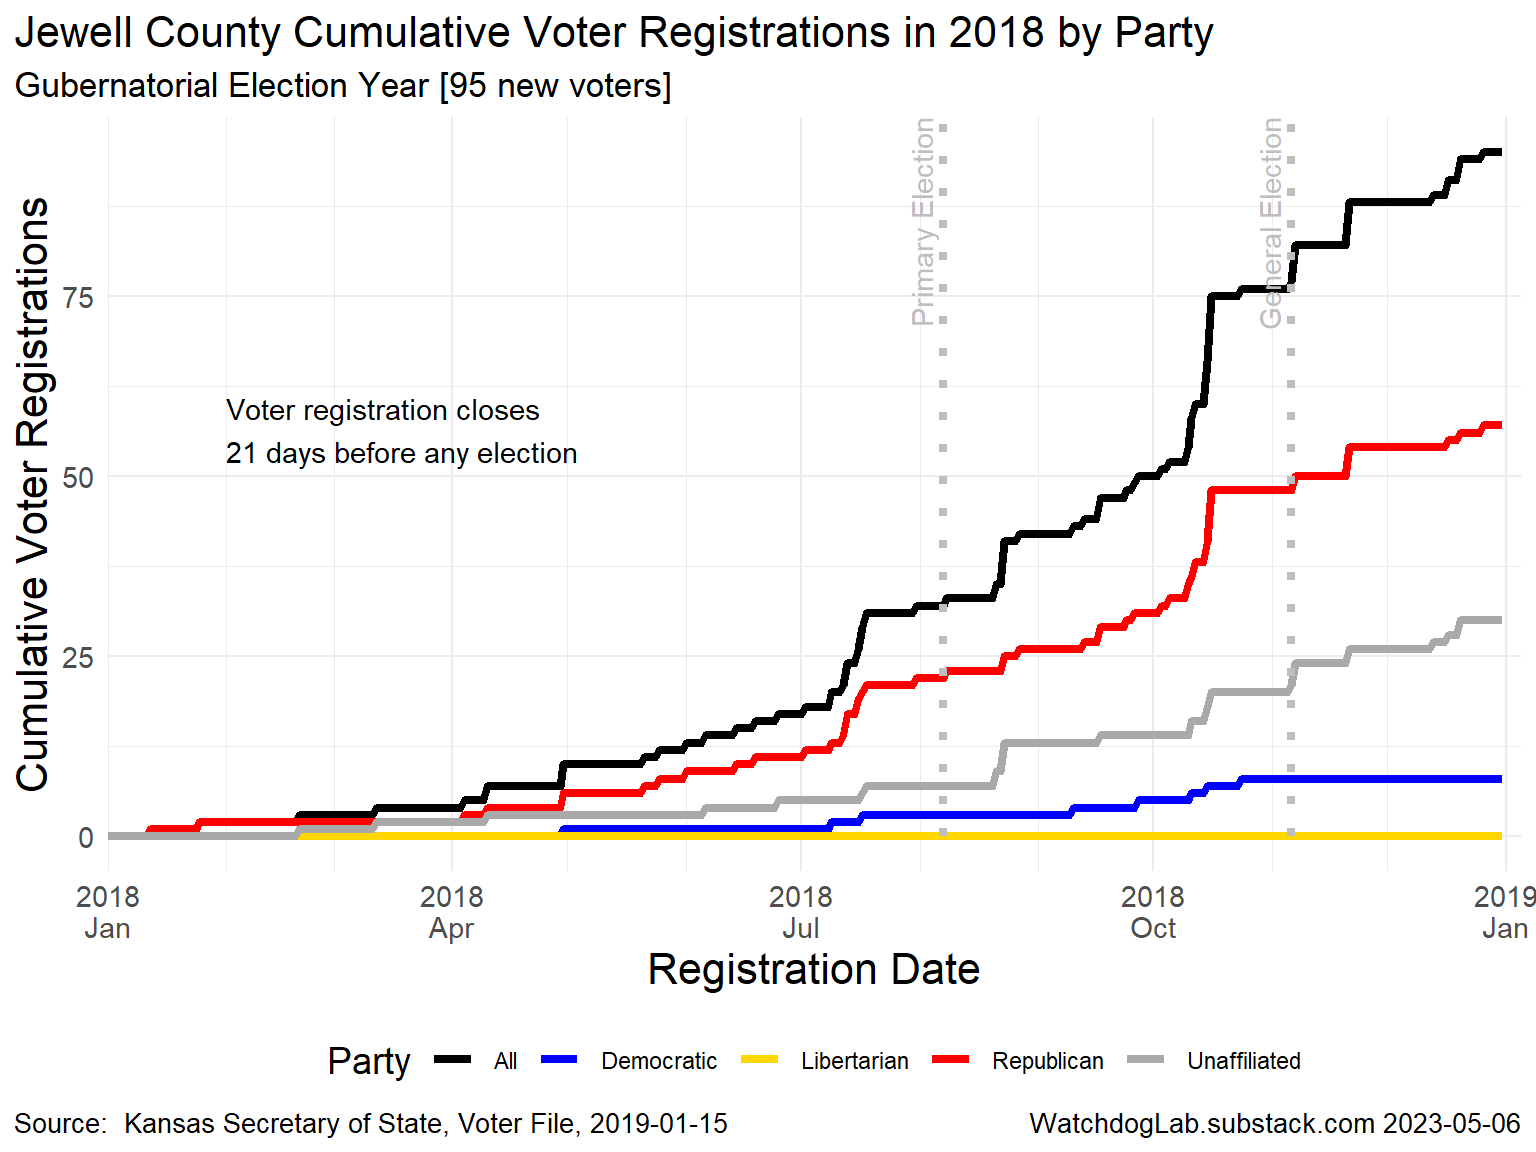 Jewell County Cumulative Voter Registrations in 2018 by Party
Gubernatorial Election Year [95 new voters]
Cumulative Voter Registrations
75
50
25
0
Primary Election
General Election
Voter registration closes
21 days before any election
2018 2018 2018 2018 2019
Jan Apr Jul Oct Jan
Registration Date
Party All Democratic Libertarian Republican Unaffiliated
Source:  Kansas Secretary of State, Voter File, 2019-01-15
WatchdogLab.substack.com 2023-05-06